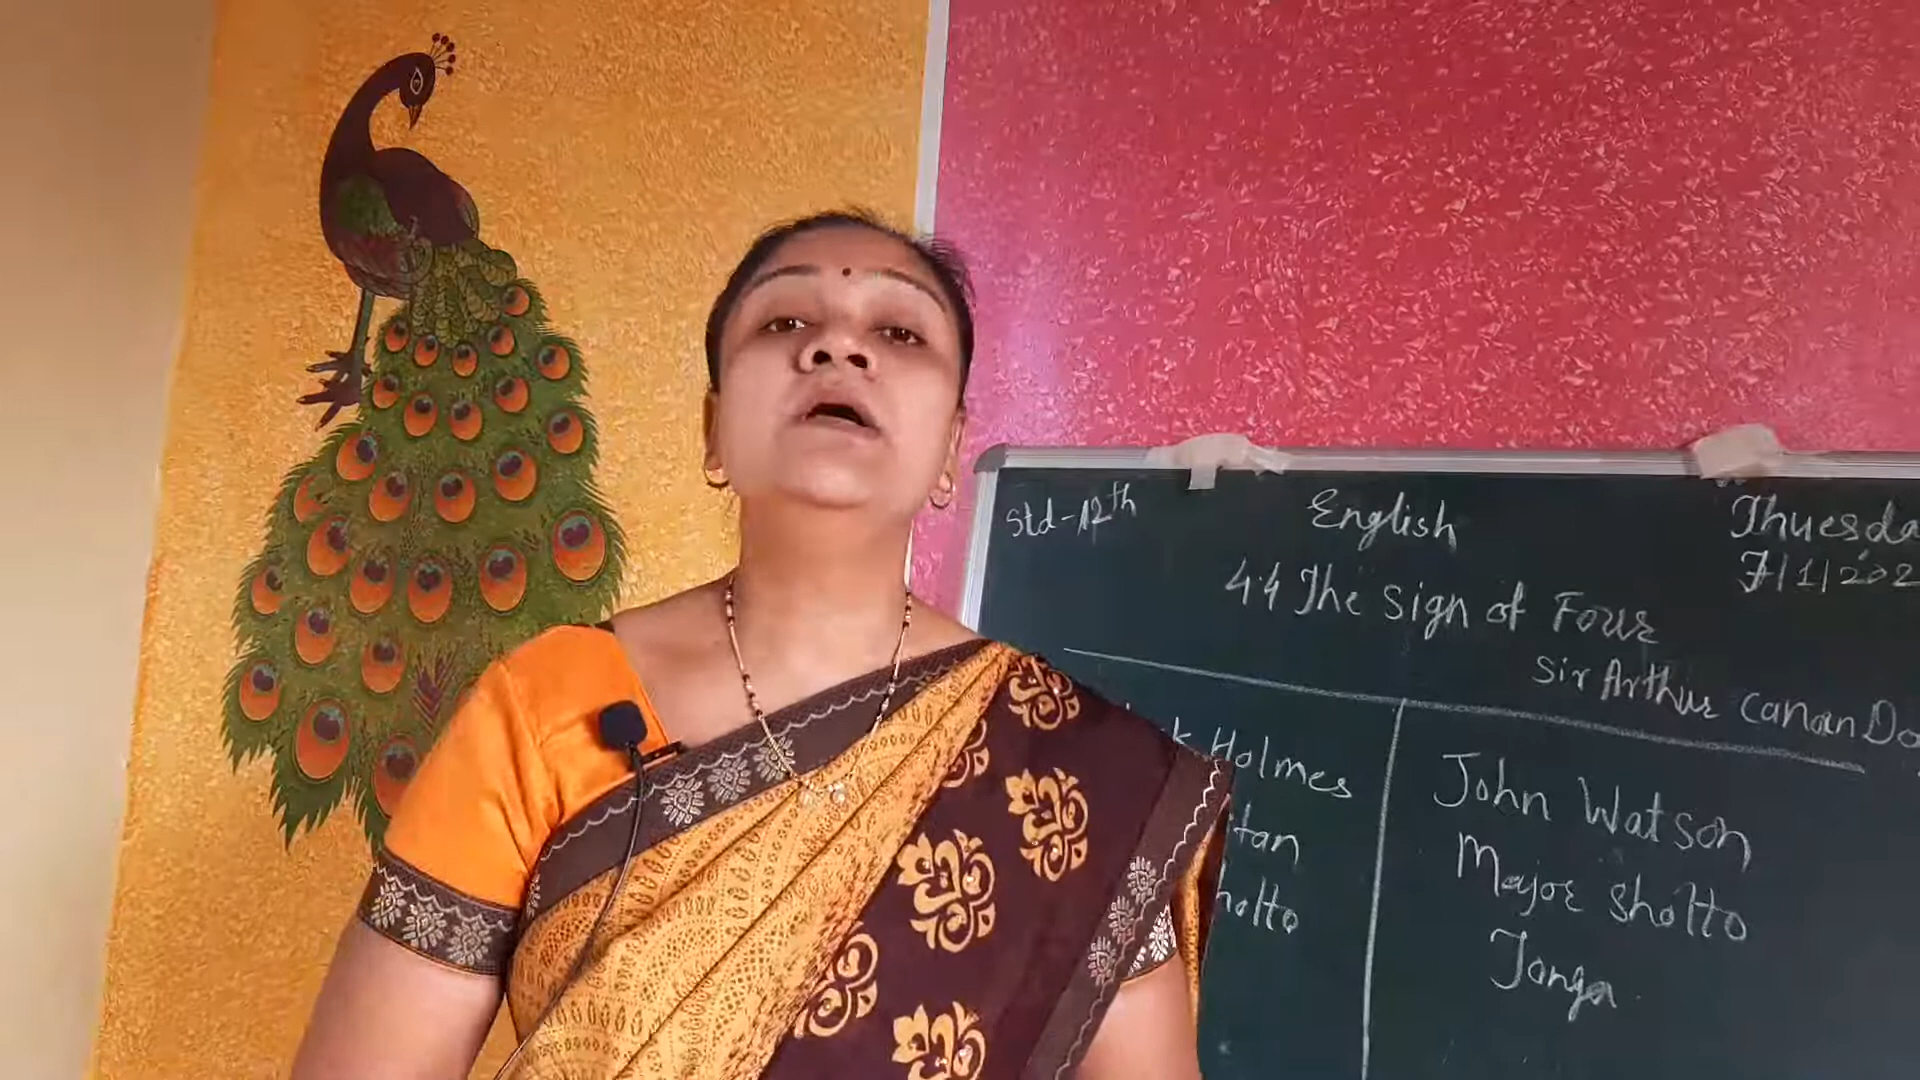 Std-12th English Thuesda
7/1/202
4.4 The Sign of Four
Sir Arthur Canan Do
k Holmes John Watson
tan Major Sholto
holto Tonga